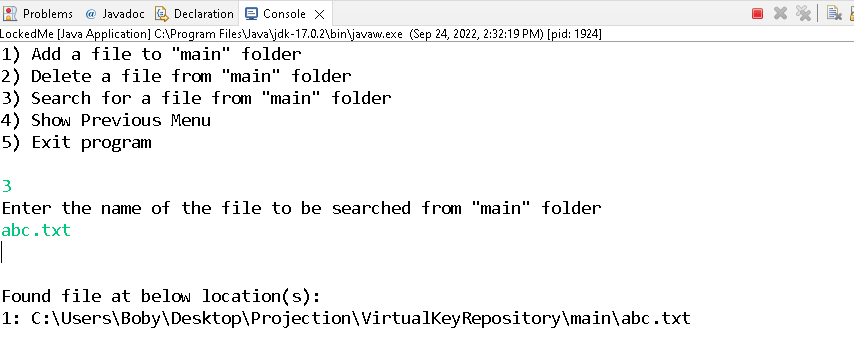 Problems @ Javadoc Declaration Console
LockedMe [Java Application] C:\Program Files\Java\jdk-17.0.2\bin\javaw.exe (Sep 24, 2022, 2:32:19 PM) [pid: 1924]
1) Add a file to "main" folder
2) Delete a file from "main" folder
3) Search for a file from "main" folder
4) Show Previous Menu
5) Exit program
3
Enter the name of the file to be searched from "main" folder
abc.txt
Found file at below location(s):
1: C:\Users\Boby\Desktop\Projection\VirtualKeyRepository\main\abc.txt